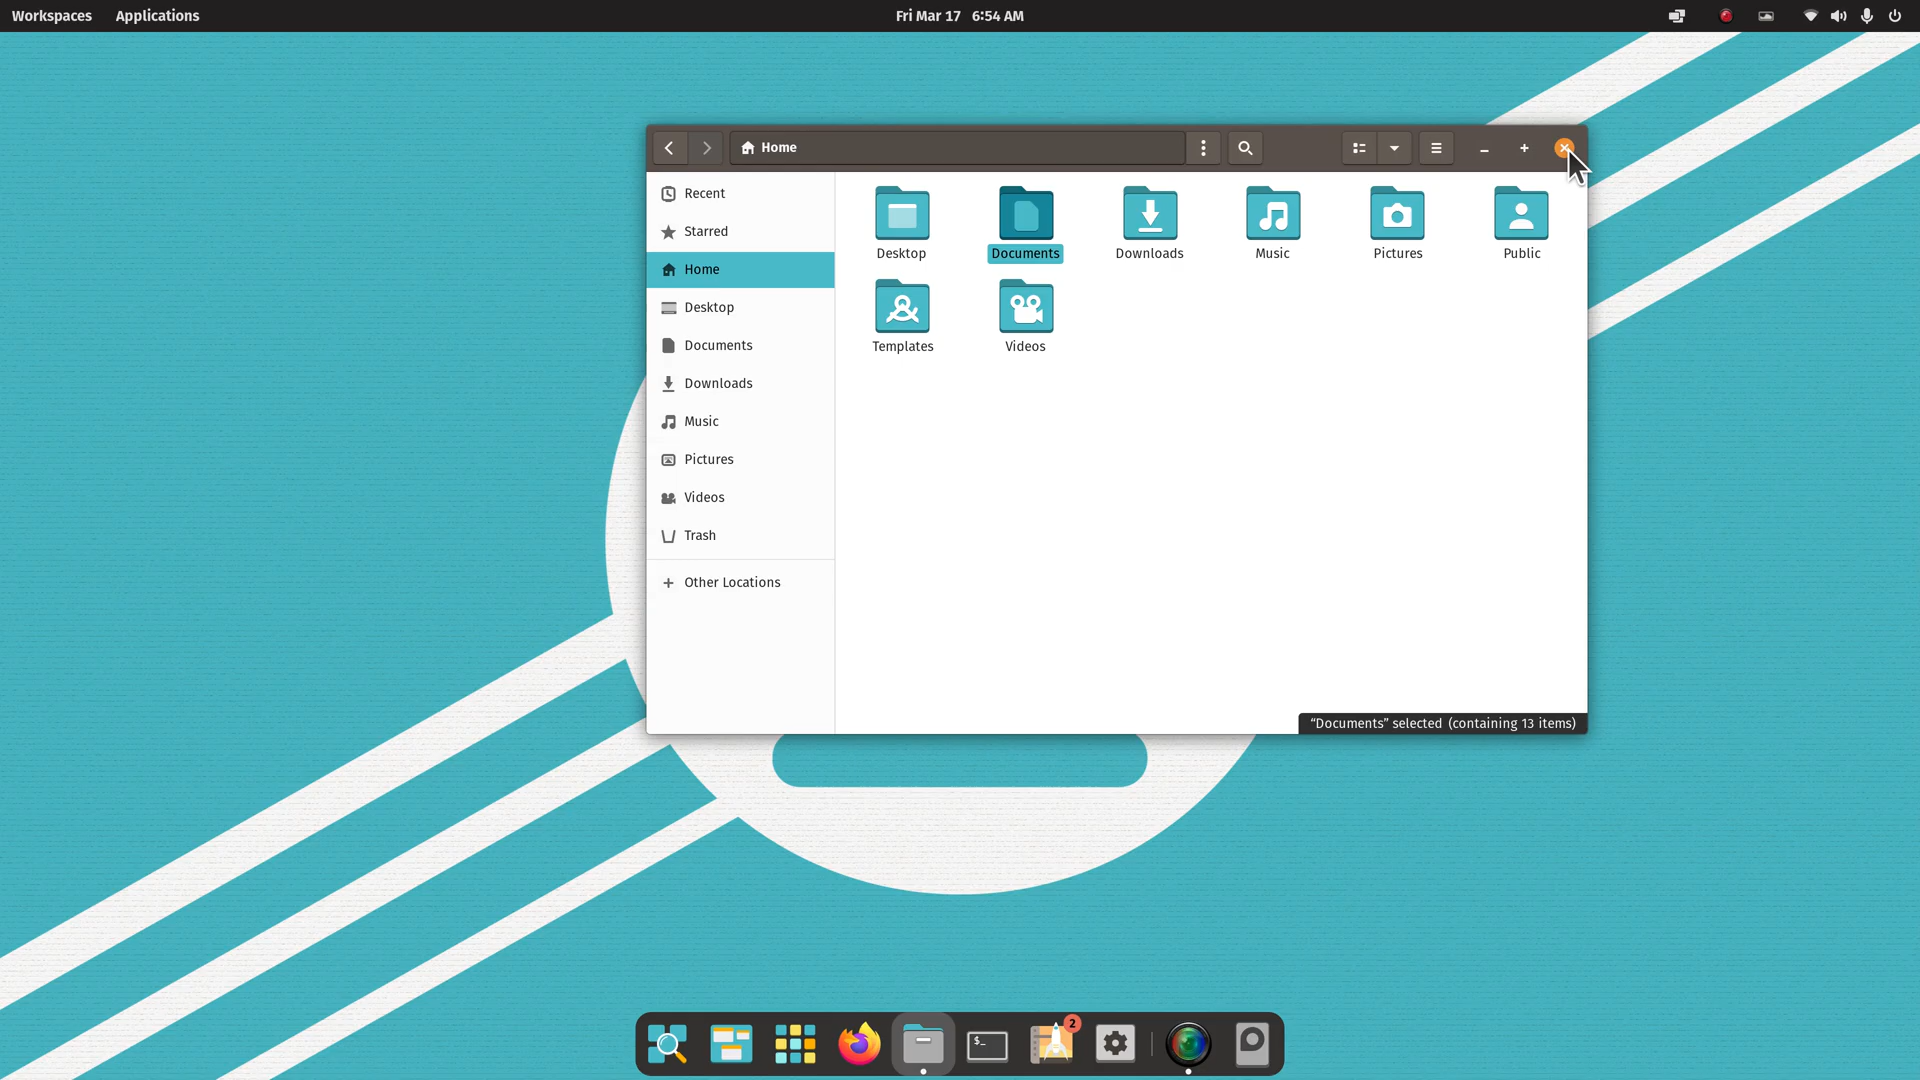 Workspaces Applications Fri Mar 17 6:54 AM
Home
Recent
Starred
Home
Desktop
Documents
Downloads
Music
Pictures
Videos
Trash
Other Locations
Desktop Documents Downloads Music Pictures Public
Templates Videos
“Documents” selected (containing 13 items)
$_
2